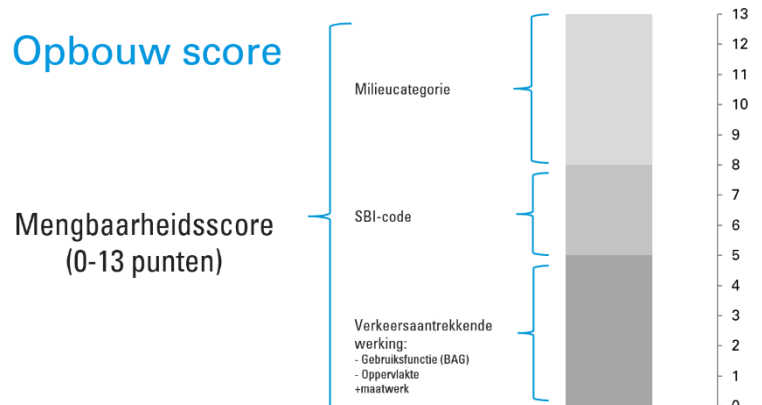 Opbouw score
Mengbaarheidsscore
(0-13 punten)
Milieucategorie
SBI-code
Verkeersaantrekkende
werking:
- Gebruiksfunctie (BAG)
- Oppervlakte
+maatwerk
13
12
11
10
9
8
7
6
5
4
3
2
1
0